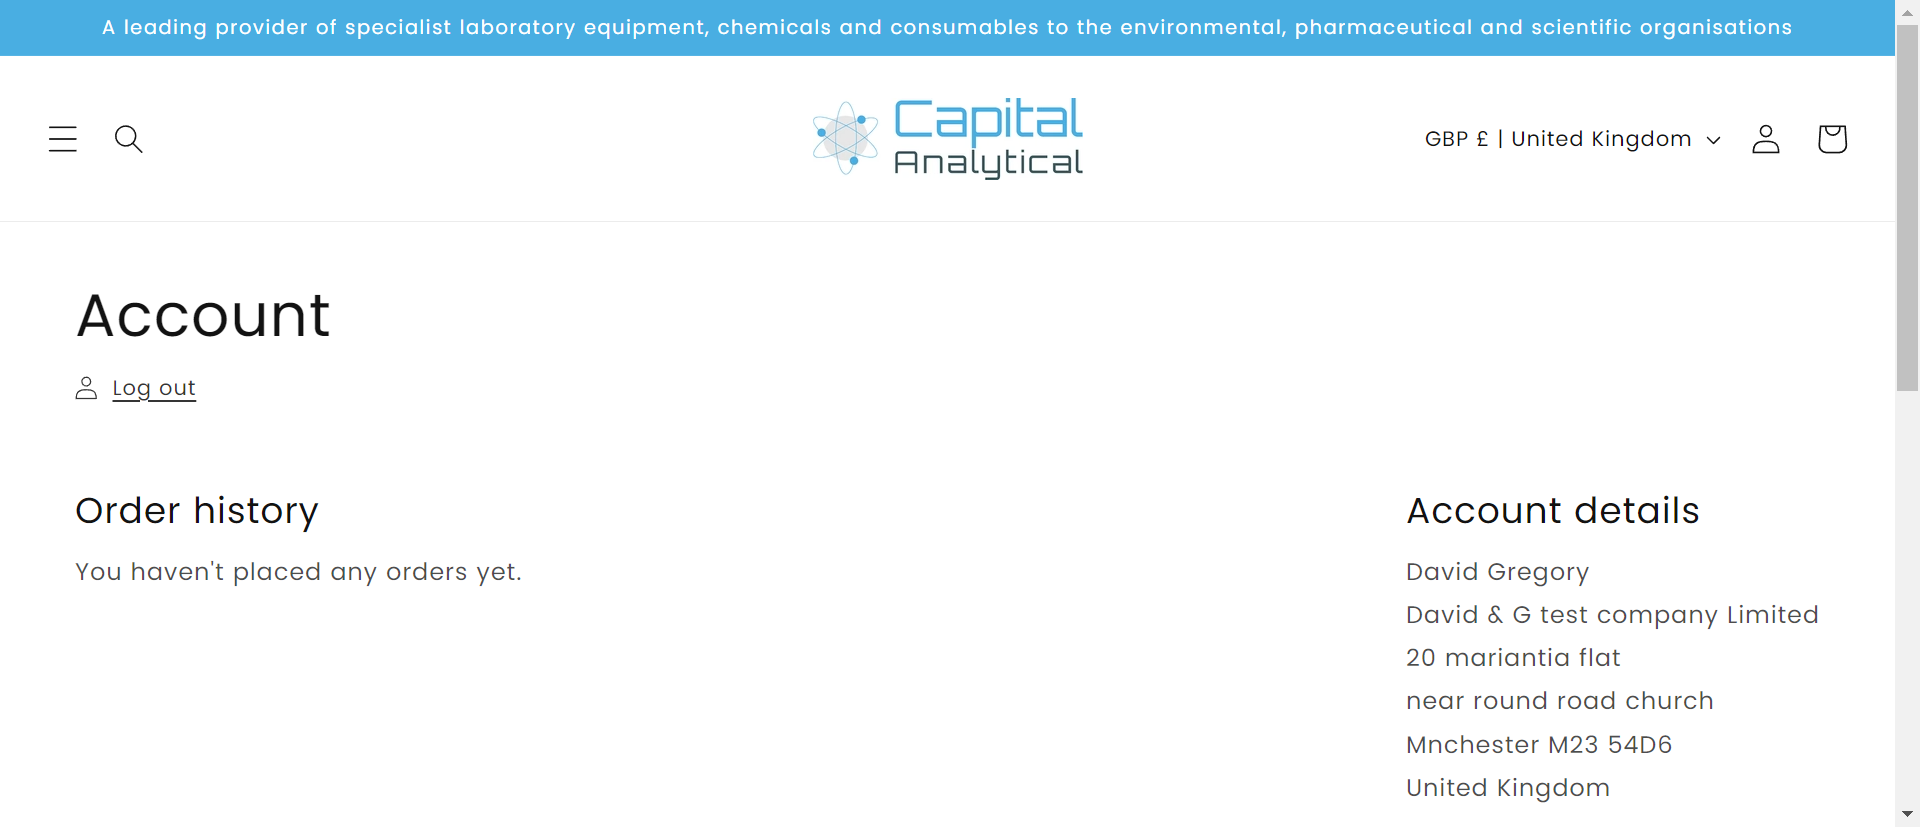 A leading provider of specialist laboratory equipment, chemicals and consumables to the environmental, pharmaceutical and scientific organisations
Capital
Analytical
GBP £ | United Kingdom
Account
Log out
Order history
You haven't placed any orders yet.
Account details
David Gregory
David & G test company Limited
20 mariantia flat
near round road church
Mnchester M23 54D6
United Kingdom